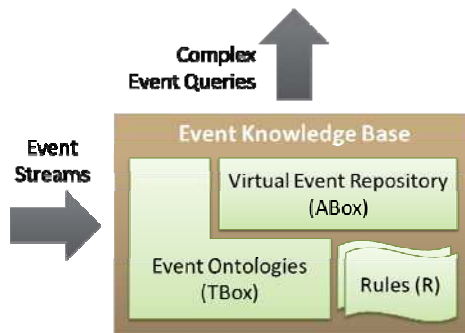 Complex
Event Queries
Event
Streams
Event Knowledge Base
Virtual Event Repository
(ABox)
Event Ontologies
(TBox)
Rules (R)